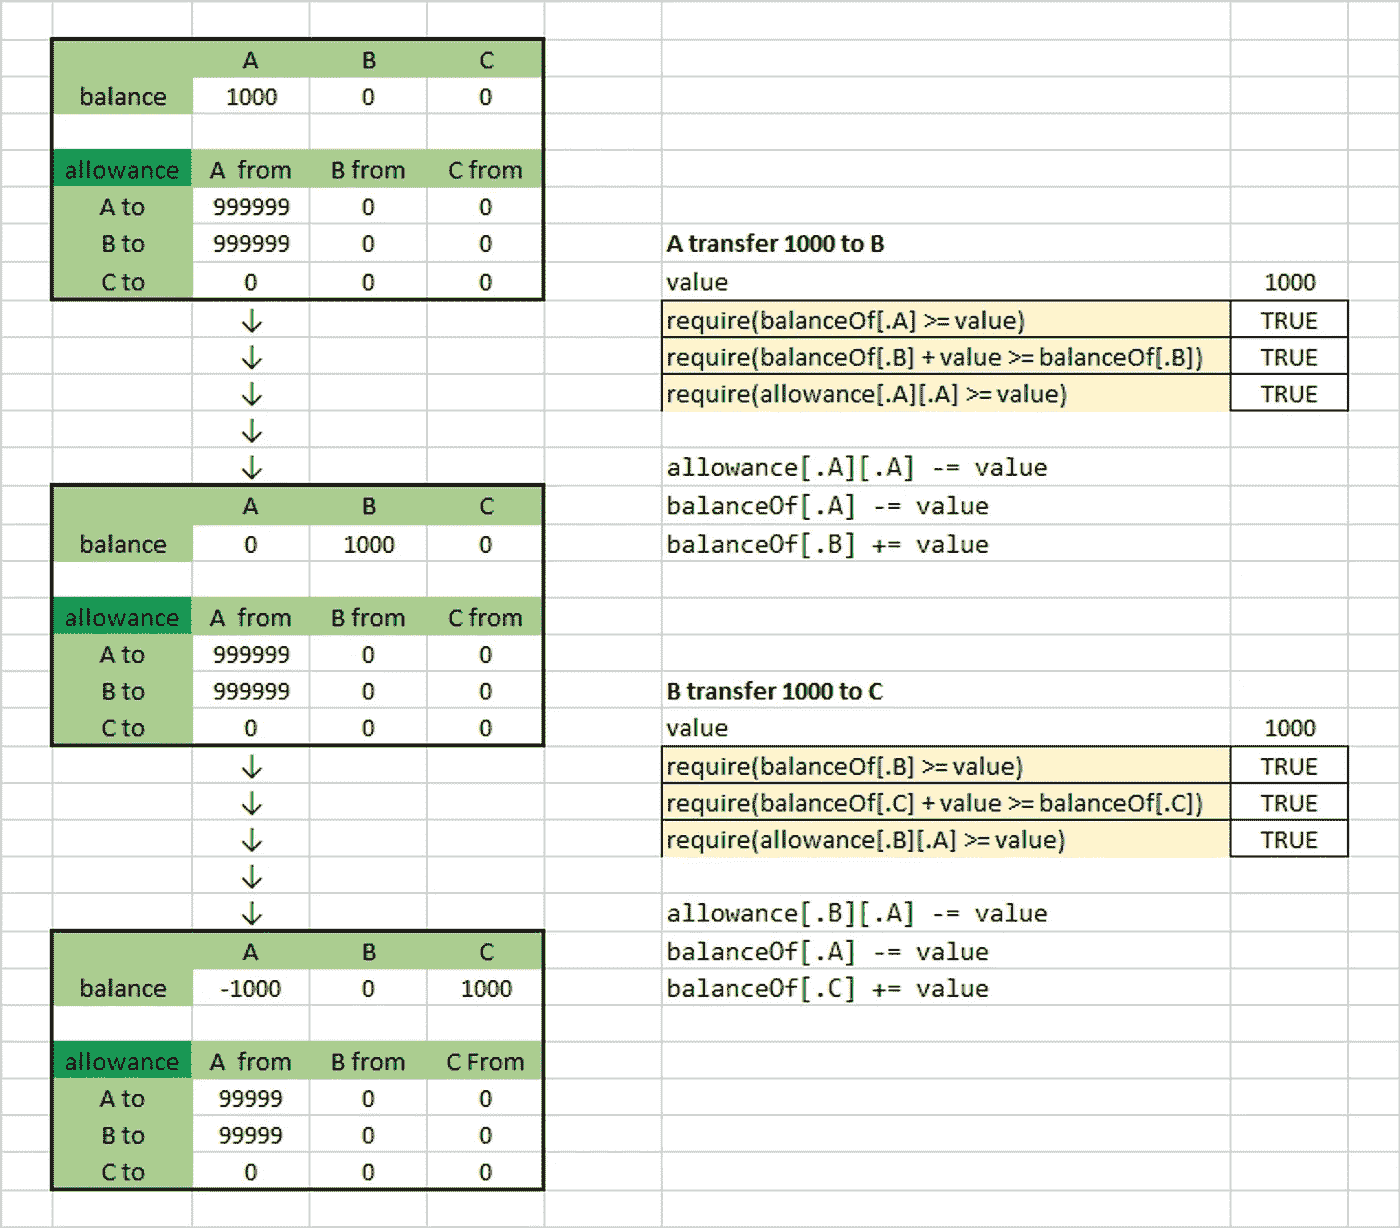 A B C
balance 1000 0 0
allowance A from B from C from
A to 999999 0 0
B to 999999 0 0
C to 0 0 0
A transfer 1000 to B
value 1000
require(balanceOf[.A] >= value) TRUE
require(balanceOf[.B] + value >= balanceOf[.B]) TRUE
require(allowance[.A][.A] >= value) TRUE
allowance[.A][.A] -= value
balanceOf[.A] -= value
balanceOf[.B] += value
A B C
balance 0 1000 0
allowance A from B from C from
A to 999999 0 0
B to 999999 0 0
C to 0 0 0
B transfer 1000 to C
value 1000
require(balanceOf[.B] >= value) TRUE
require(balanceOf[.C] + value >= balanceOf[.C]) TRUE
require(allowance[.B][.A] >= value) TRUE
allowance[.B][.A] -= value
balanceOf[.A] -= value
balanceOf[.C] += value
A B C
balance -1000 0 1000
allowance A from B from C From
A to 99999 0 0
B to 99999 0 0
C to 0 0 0